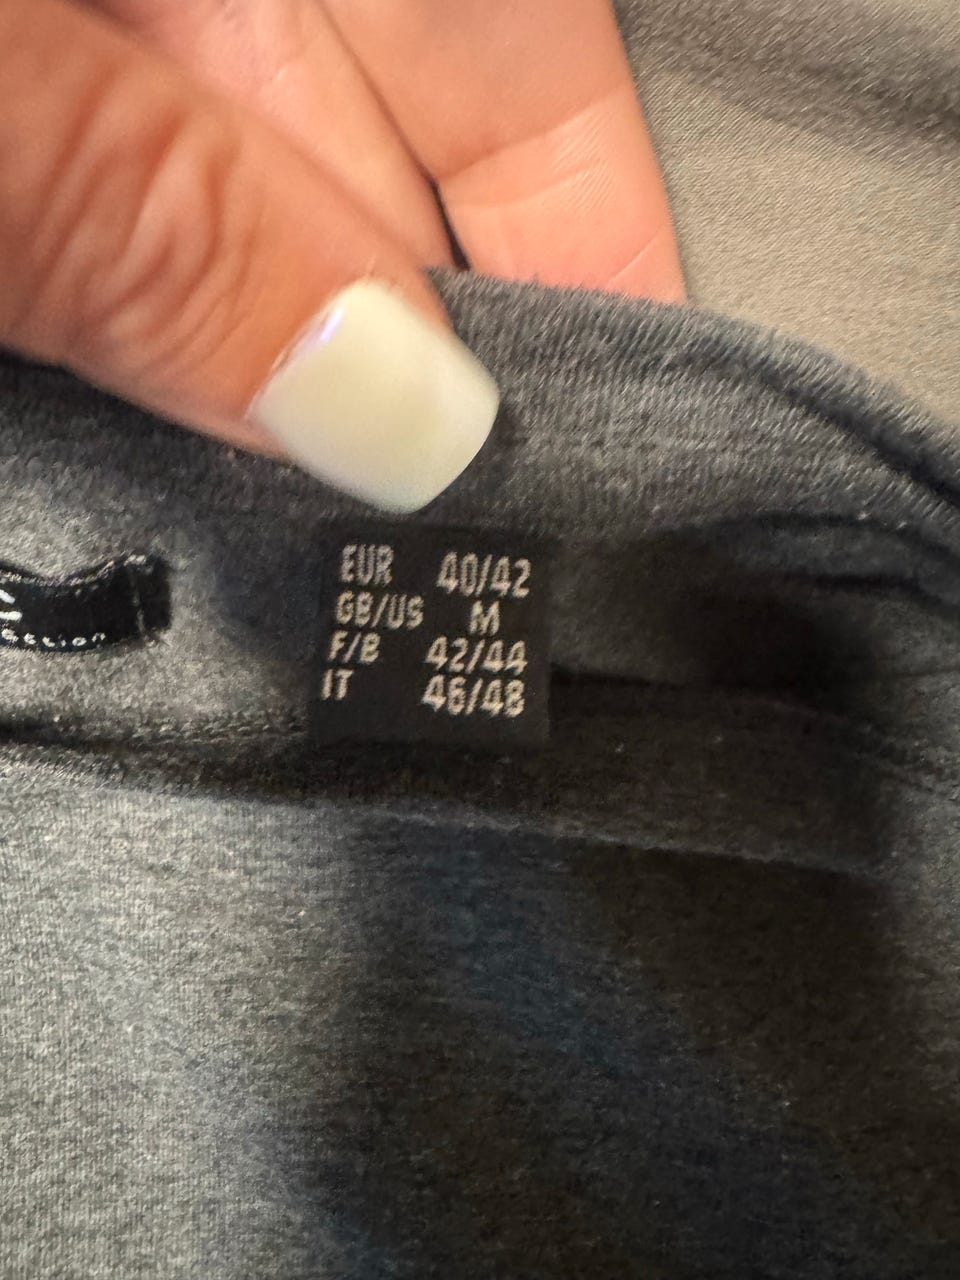 EUR 40/42
GB/US M
F/B 42/44
IT 46/48